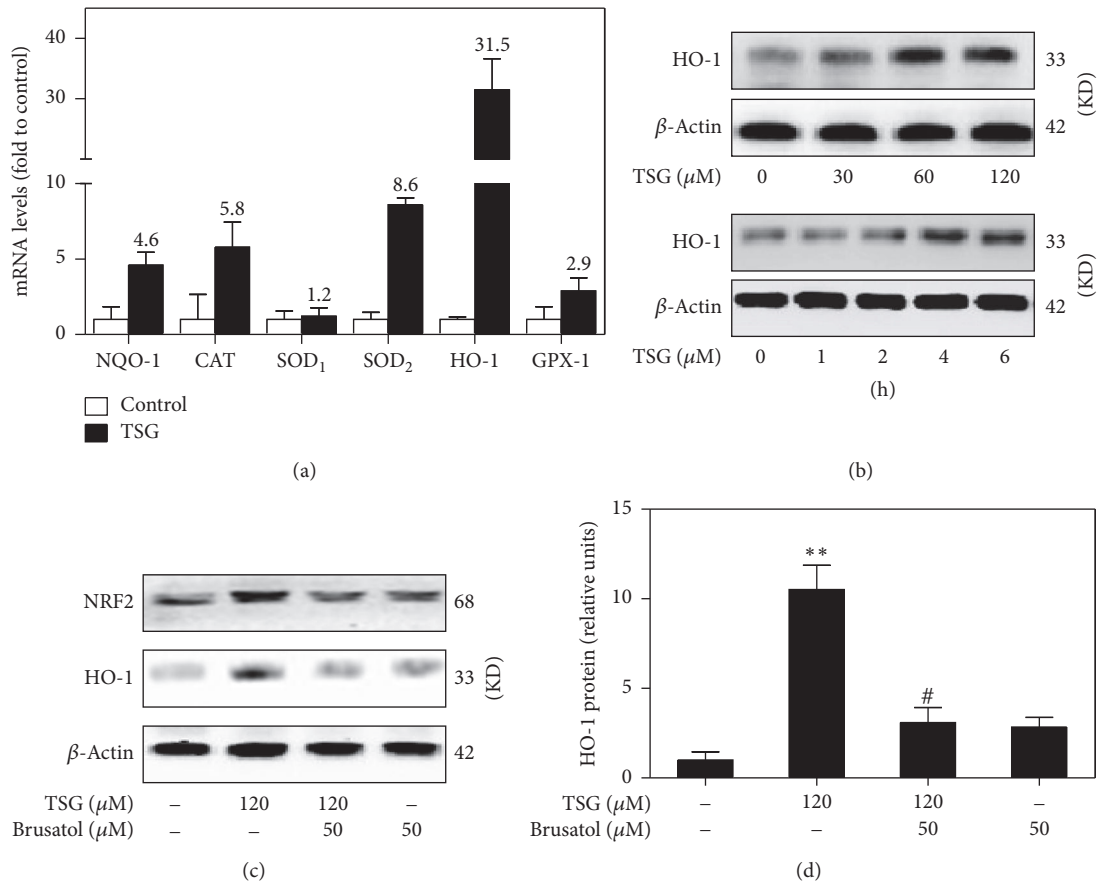 mRNA levels (fold to control)
40
30
10
5
0
4.6
5.8
1.2
8.6
31.5
2.9
NQO-1 CAT SOD1 SOD2 HO-1 GPX-1
Control
TSG
(a)
HO-1 33
β-Actin 42
(KD)
TSG (μM) 0 30 60 120
HO-1 33
β-Actin 42
(KD)
TSG (μM) 0 1 2 4 6
(h)
(b)
NRF2 68
HO-1 33
(KD)
β-Actin 42
TSG (μM) – 120 120 –
Brusatol (μM) – – 50 50
(c)
HO-1 protein (relative units)
15
10
5
0
**
#
TSG (μM) – 120 120 –
Brusatol (μM) – – 50 50
(d)